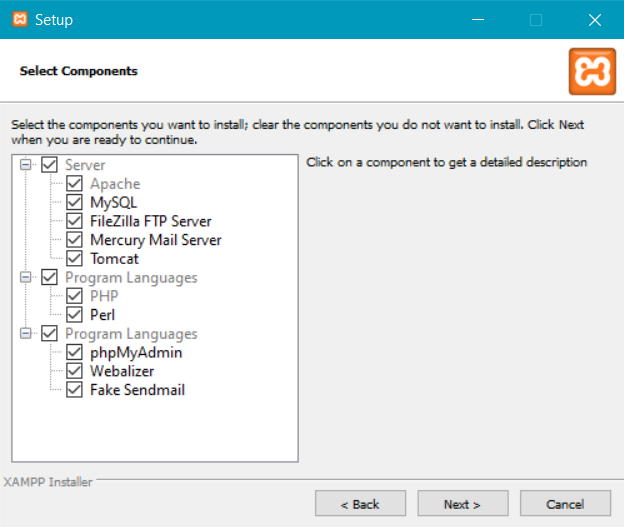 Setup
Select Components
Select the components you want to install; clear the components you do not want to install. Click Next
when you are ready to continue.
Server
Apache
MySQL
FileZilla FTP Server
Mercury Mail Server
Tomcat
Program Languages
PHP
Perl
Program Languages
phpMyAdmin
Webalizer
Fake Sendmail
Click on a component to get a detailed description
XAMPP Installer
< Back
Next >
Cancel